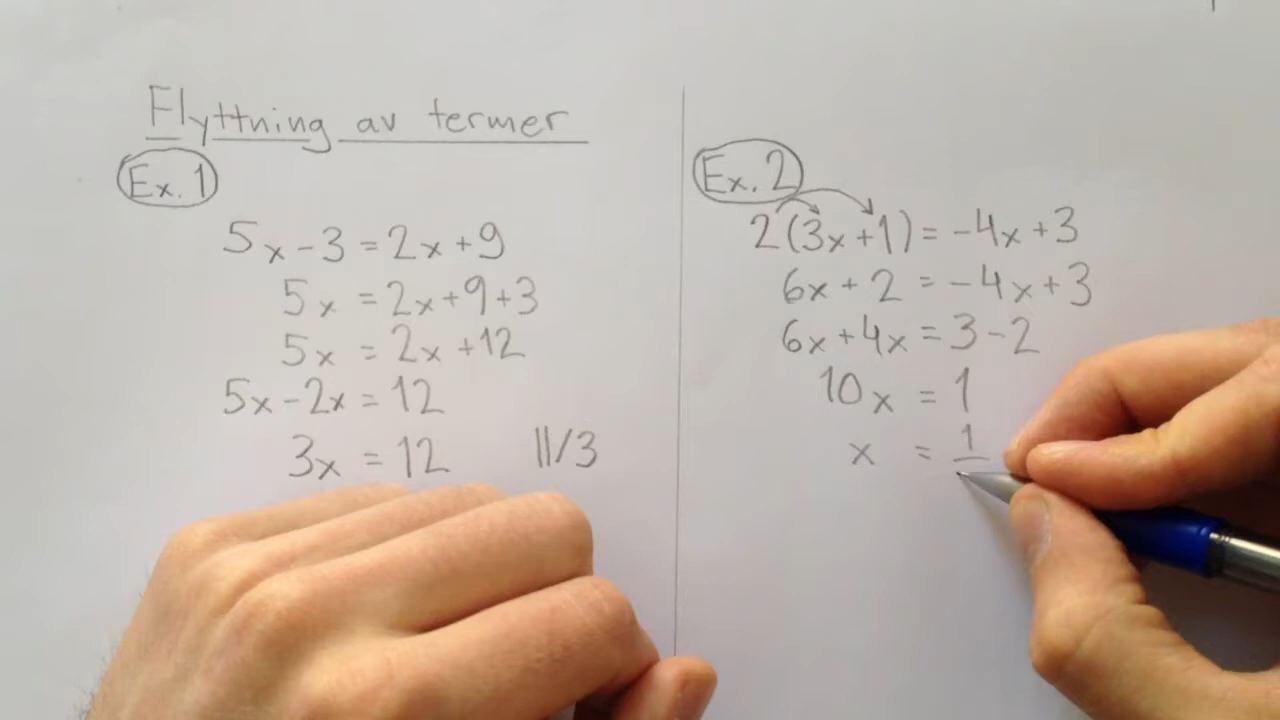 Flyttning av termer
Ex. 1
5x-3=2x+9
5x=2x+9+3
5x=2x+12
5x-2x=12
3x=12 ||/3
Ex. 2
2(3x+1)=-4x+3
6x+2=-4x+3
6x+4x=3-2
10x=1
x=1/